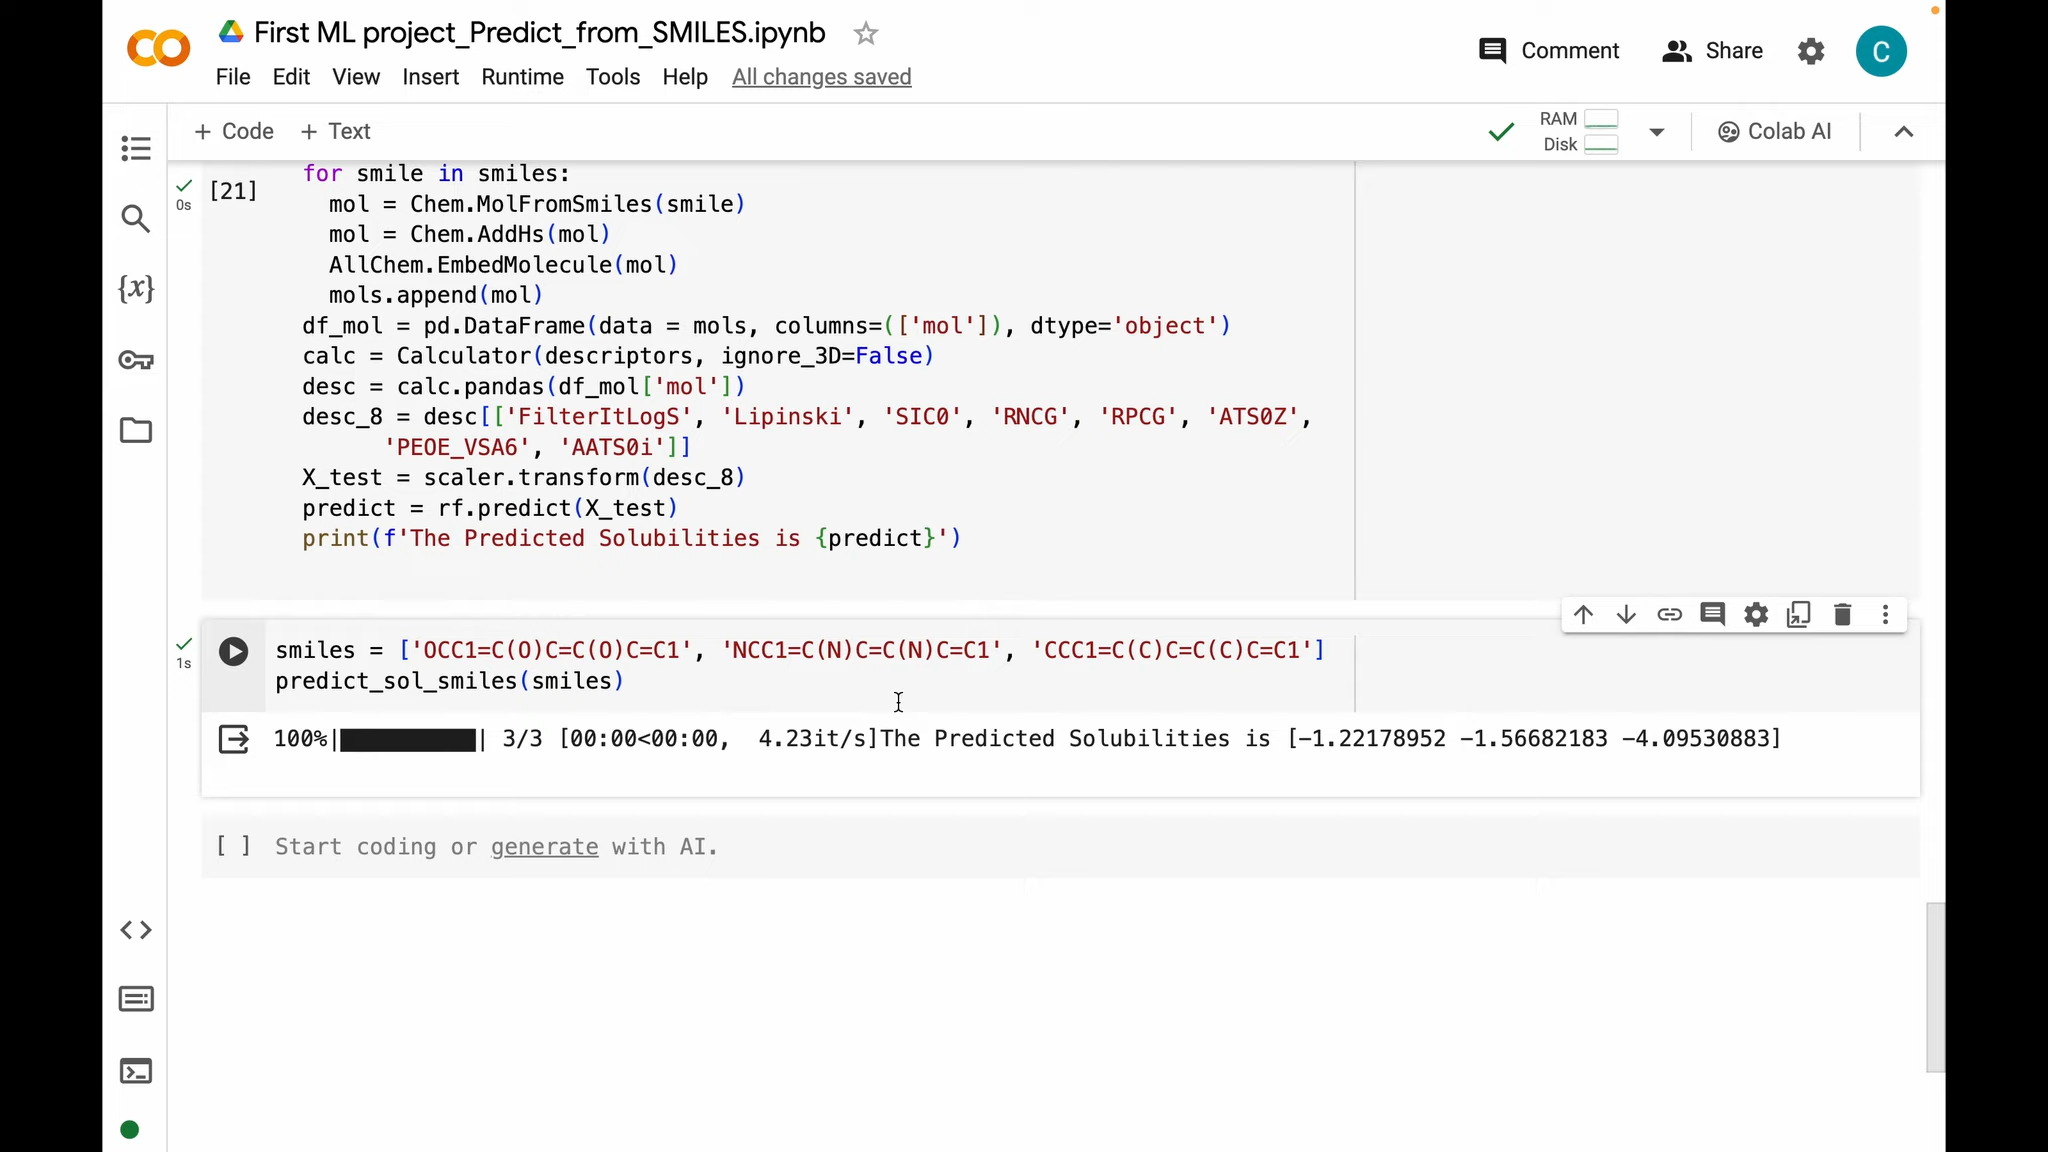 First ML project_Predict_from_SMILES.ipynb
File Edit View Insert Runtime Tools Help All changes saved
Comment
Share
C
+ Code + Text
RAM
Disk
Colab AI
[21]
0s
for smile in smiles:
mol = Chem.MolFromSmiles(smile)
mol = Chem.AddHs(mol)
AllChem.EmbedMolecule(mol)
mols.append(mol)
df_mol = pd.DataFrame(data = mols, columns=(['mol']), dtype='object')
calc = Calculator(descriptors, ignore_3D=False)
desc = calc.pandas(df_mol['mol'])
desc_8 = desc[['FilterItLogS', 'Lipinski', 'SIC0', 'RNCG', 'RPCG', 'ATS0Z',
'PEOE_VSA6', 'AATS0i']]
X_test = scaler.transform(desc_8)
predict = rf.predict(X_test)
print(f'The Predicted Solubilities is {predict}')
1s
smiles = ['OCC1=C(O)C=C(O)C=C1', 'NCC1=C(N)C=C(N)C=C1', 'CCC1=C(C)C=C(C)C=C1']
predict_sol_smiles(smiles)
100%|██████████| 3/3 [00:00<00:00, 4.23it/s]The Predicted Solubilities is [-1.22178952 -1.56682183 -4.09530883]
[ ] Start coding or generate with AI.